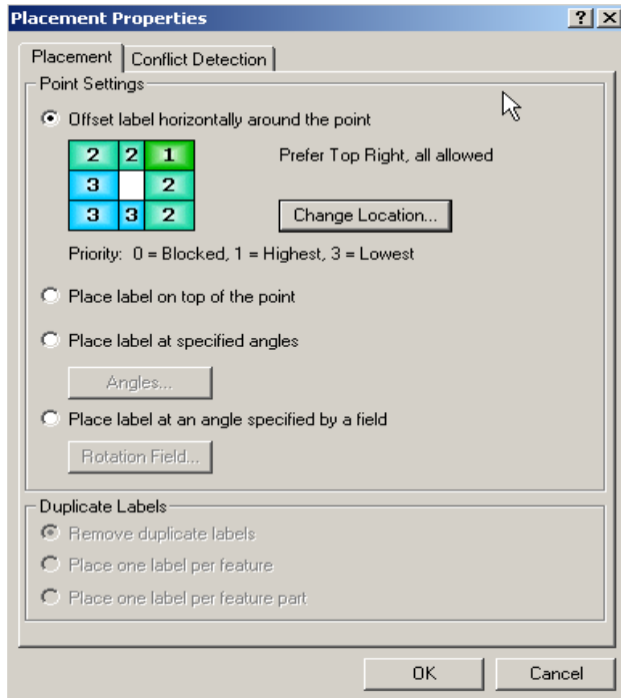 Placement Properties
Placement
Conflict Detection
Point Settings
Offset label horizontally around the point
2 2 1
Prefer Top Right, all allowed
3 2
3 3 2
Change Location...
Priority: 0 = Blocked, 1 = Highest, 3 = Lowest
Place label on top of the point
Place label at specified angles
Angles...
Place label at an angle specified by a field
Rotation Field...
Duplicate Labels
Remove duplicate labels
Place one label per feature
Place one label per feature part
OK
Cancel